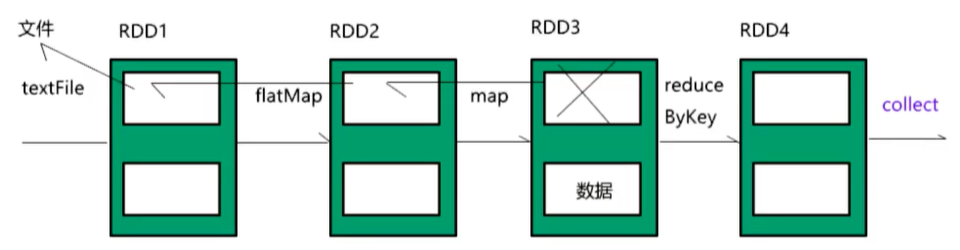 文件
RDD1
RDD2
RDD3
RDD4
textFile
flatMap
map
reduce
ByKey
collect
数据